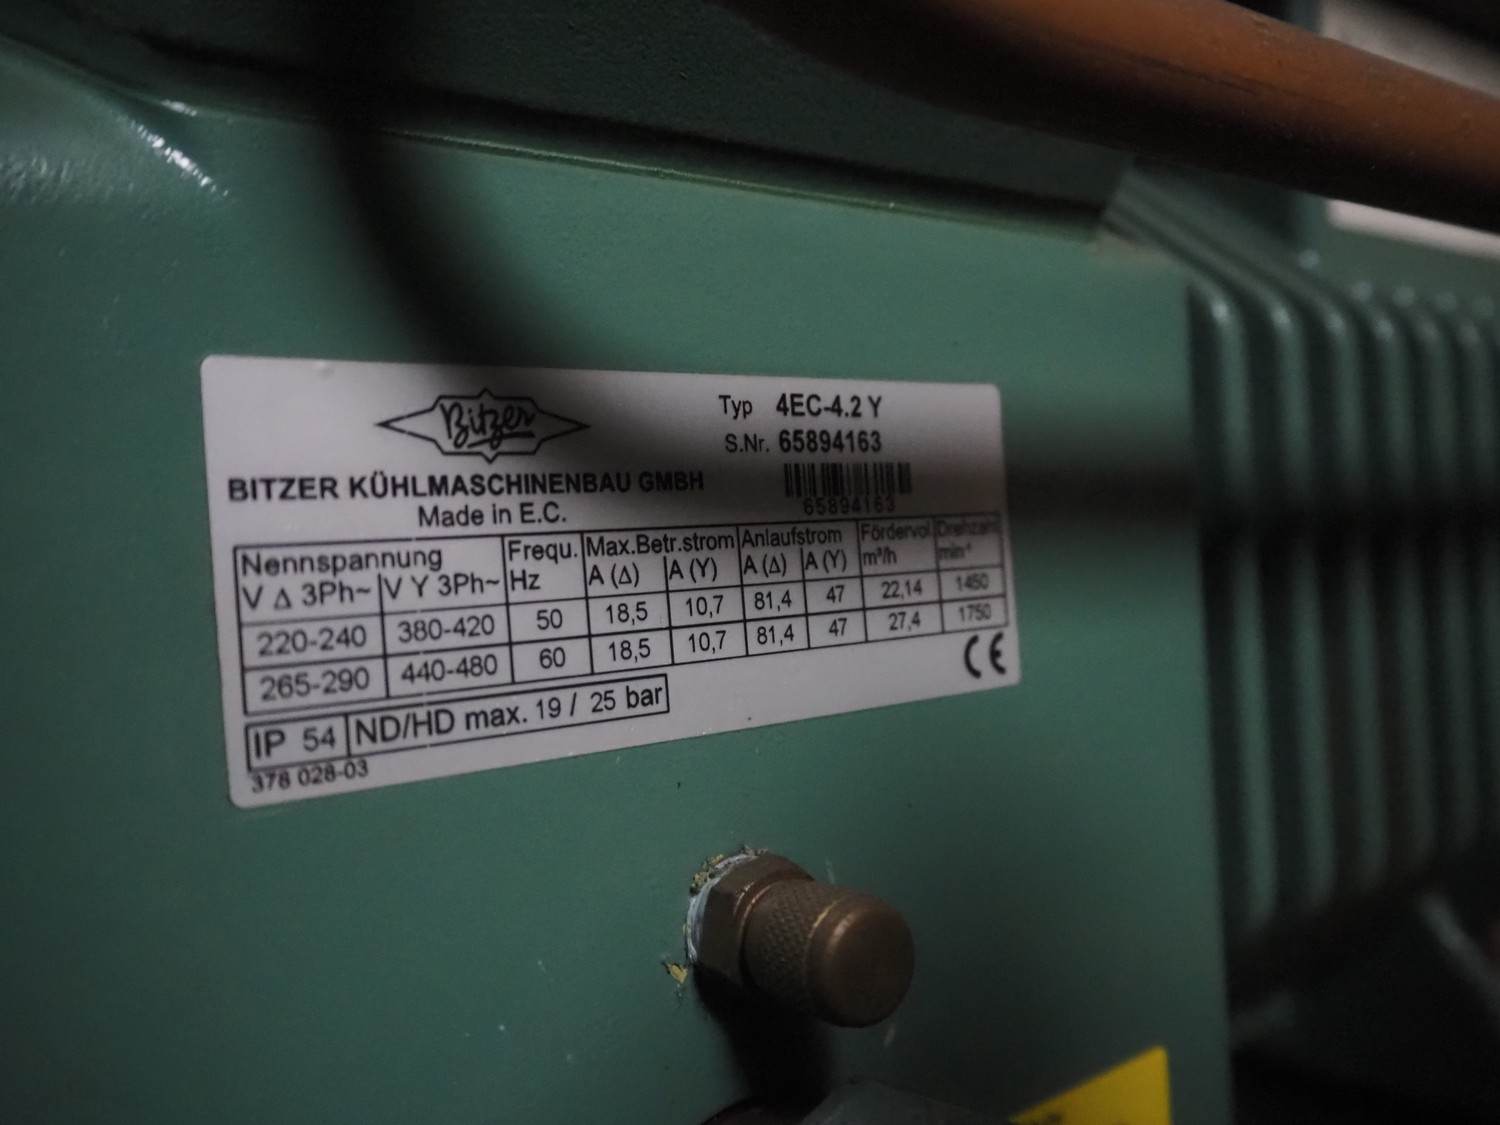 Bitzer
Typ 4EC-4.2 Y
S.Nr. 65894163
65894163
BITZER KÜHLMASCHINENBAU GMBH
Made in E.C.
Nennspannung Frequ. Max.Betr.strom Anlaufstrom Fördervol Drehzahl
V Δ 3Ph~ V Y 3Ph~ Hz A (Δ) A (Y) A (Δ) A (Y) m³/h min⁻¹
220-240 380-420 50 18,5 10,7 81,4 47 22,14 1450
265-290 440-480 60 18,5 10,7 81,4 47 27,4 1750
IP 54 ND/HD max. 19 / 25 bar
CE
378 028-03